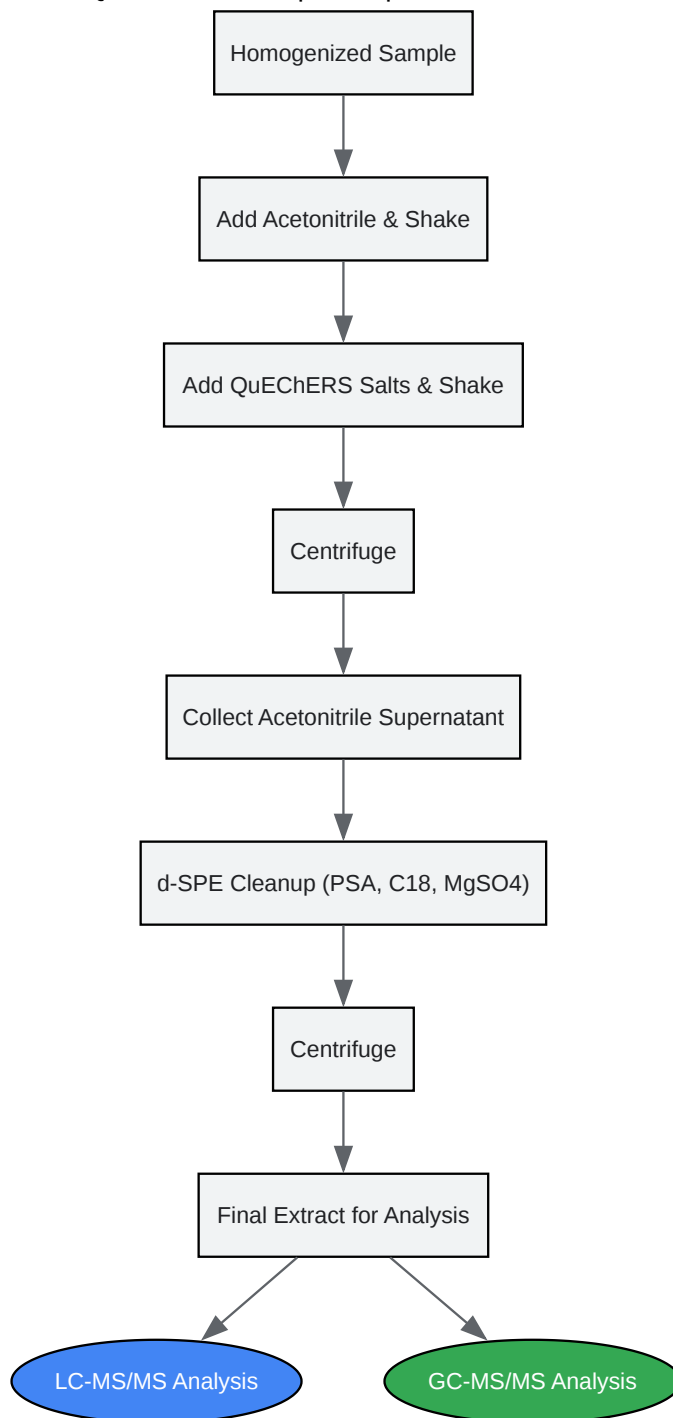 Homogenized Sample
Add Acetonitrile & Shake
Add QuEChERS Salts & Shake
Centrifuge
Collect Acetonitrile Supernatant
d-SPE Cleanup (PSA, C18, MgSO4)
Centrifuge
Final Extract for Analysis
LC-MS/MS Analysis
GC-MS/MS Analysis